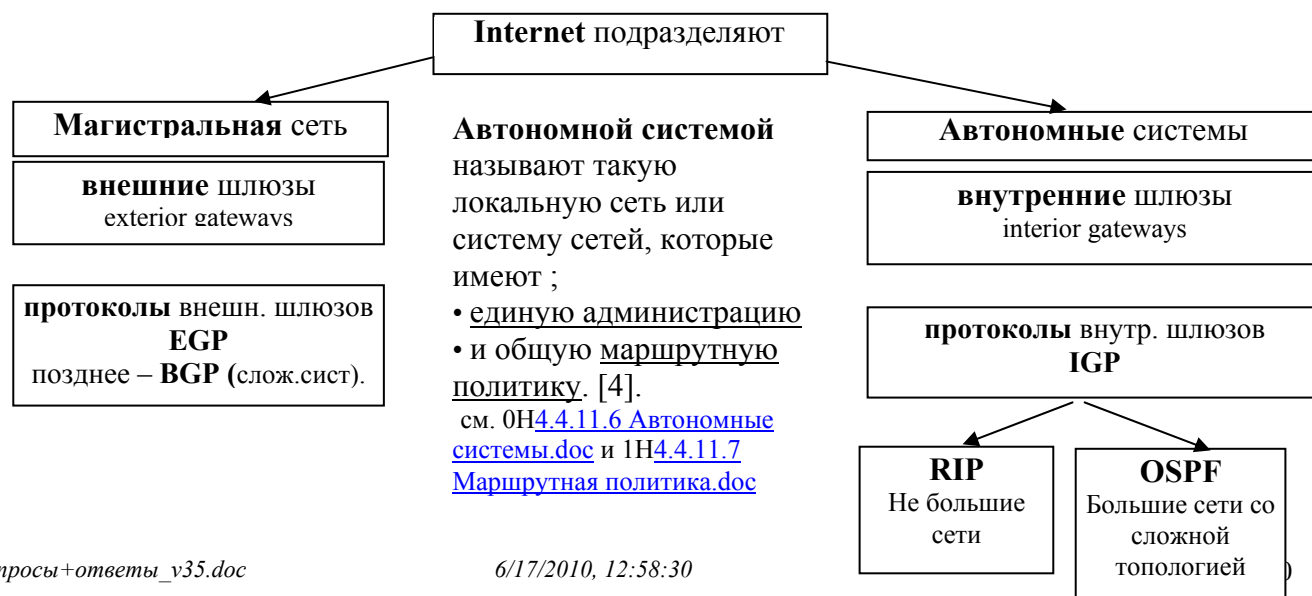 Internet подразделяют
Магистральная сеть
внешние шлюзы
exterior gateways
протоколы внешн. шлюзов
EGP
позднее – BGP (слож.сист).
Автономной системой
называют такую
локальную сеть или
систему сетей, которые
имеют ;
• единую администрацию
• и общую маршрутную
политику. [4].
см. 0H4.4.11.6 Автономные
системы.doc и 1H4.4.11.7
Маршрутная политика.doc
Автономные системы
внутренние шлюзы
interior gateways
протоколы внутр. шлюзов
IGP
RIP
Не большие
сети
OSPF
Большие сети со
сложной
топологией
просы+ответы_v35.doc
6/17/2010, 12:58:30